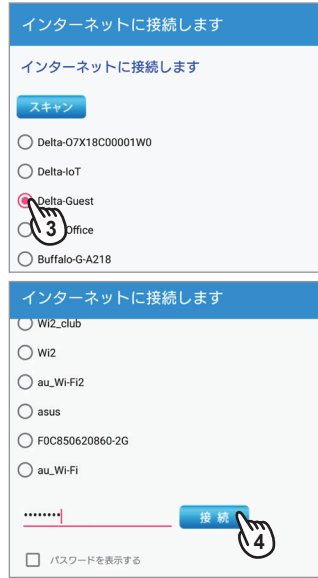 インターネットに接続します
インターネットに接続します
スキャン
Delta-O7X18C00001W0
Delta-IoT
Delta-Guest
3 Office
Buffalo-G-A218
インターネットに接続します
Wi2_club
Wi2
au_Wi-Fi2
asus
F0C850620860-2G
au_Wi-Fi
••••••••
接 続
4
パスワードを表示する